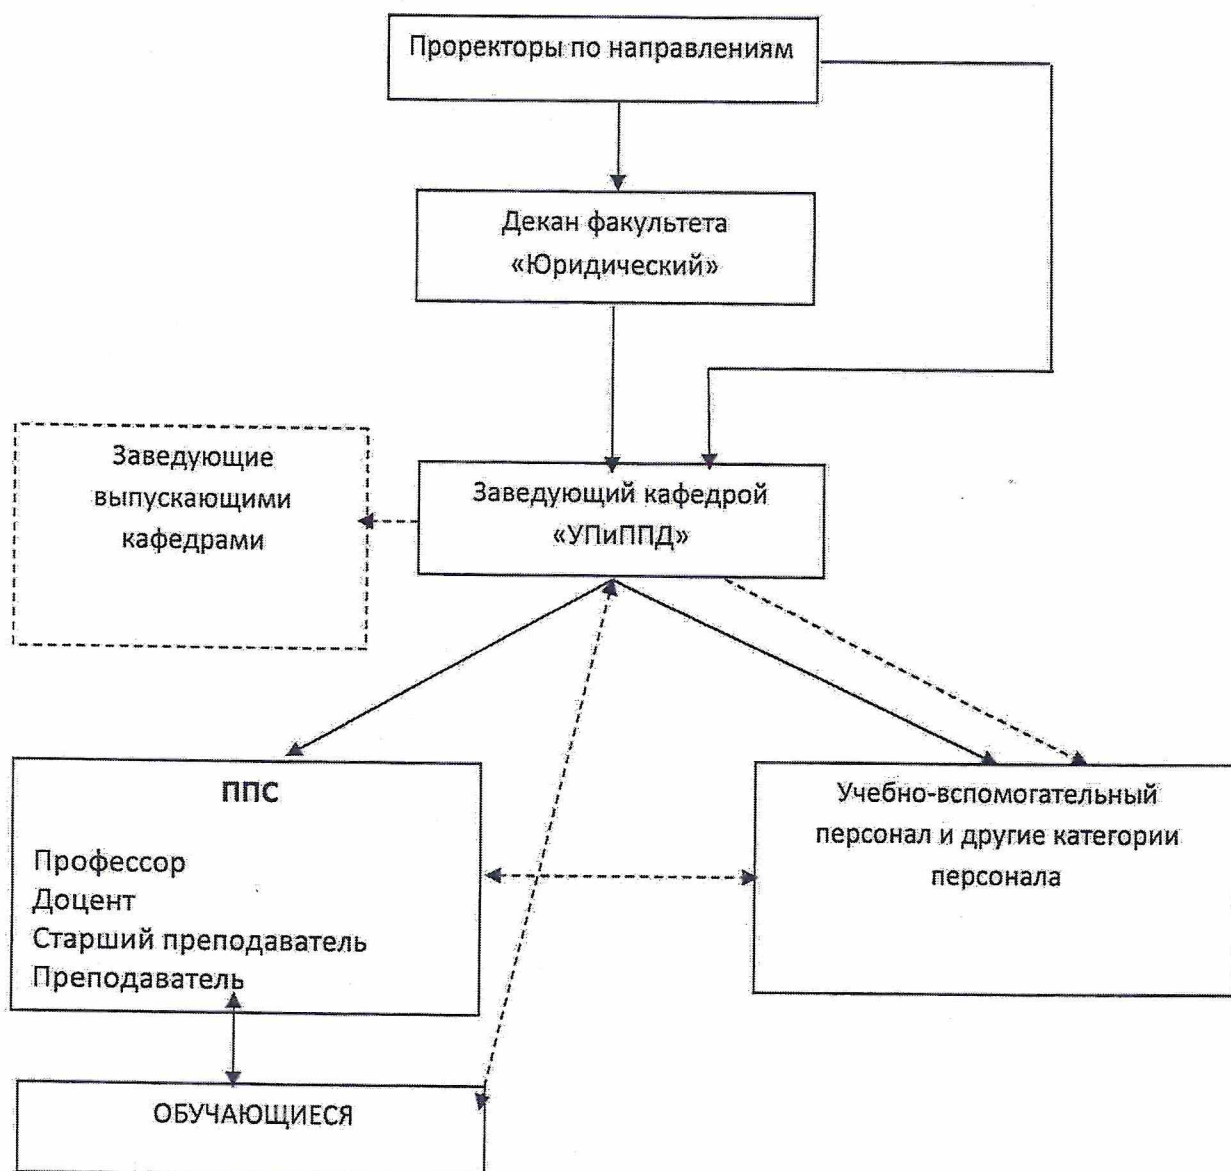 Проректоры по направлениям
Декан факультета
«Юридический»
Заведующие
выпускающими
кафедрами
Заведующий кафедрой
«УПиППД»
ППС
Профессор
Доцент
Старший преподаватель
Преподаватель
Учебно-вспомогательный
персонал и другие категории
персонала
ОБУЧАЮЩИЕСЯ